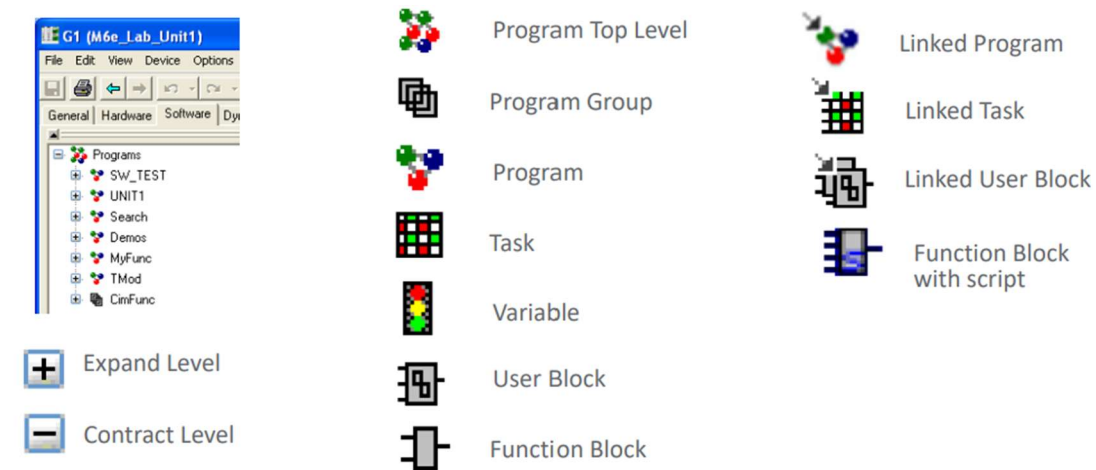 G1 (M6e_Lab_Unit1)
File Edit View Device Options
General Hardware Software
Programs
SW_TEST
UNIT1
Search
Demos
MyFunc
TMod
CimFunc
Expand Level
Contract Level
Program Top Level
Program Group
Program
Task
Variable
User Block
Function Block
Linked Program
Linked Task
Linked User Block
Function Block
with script